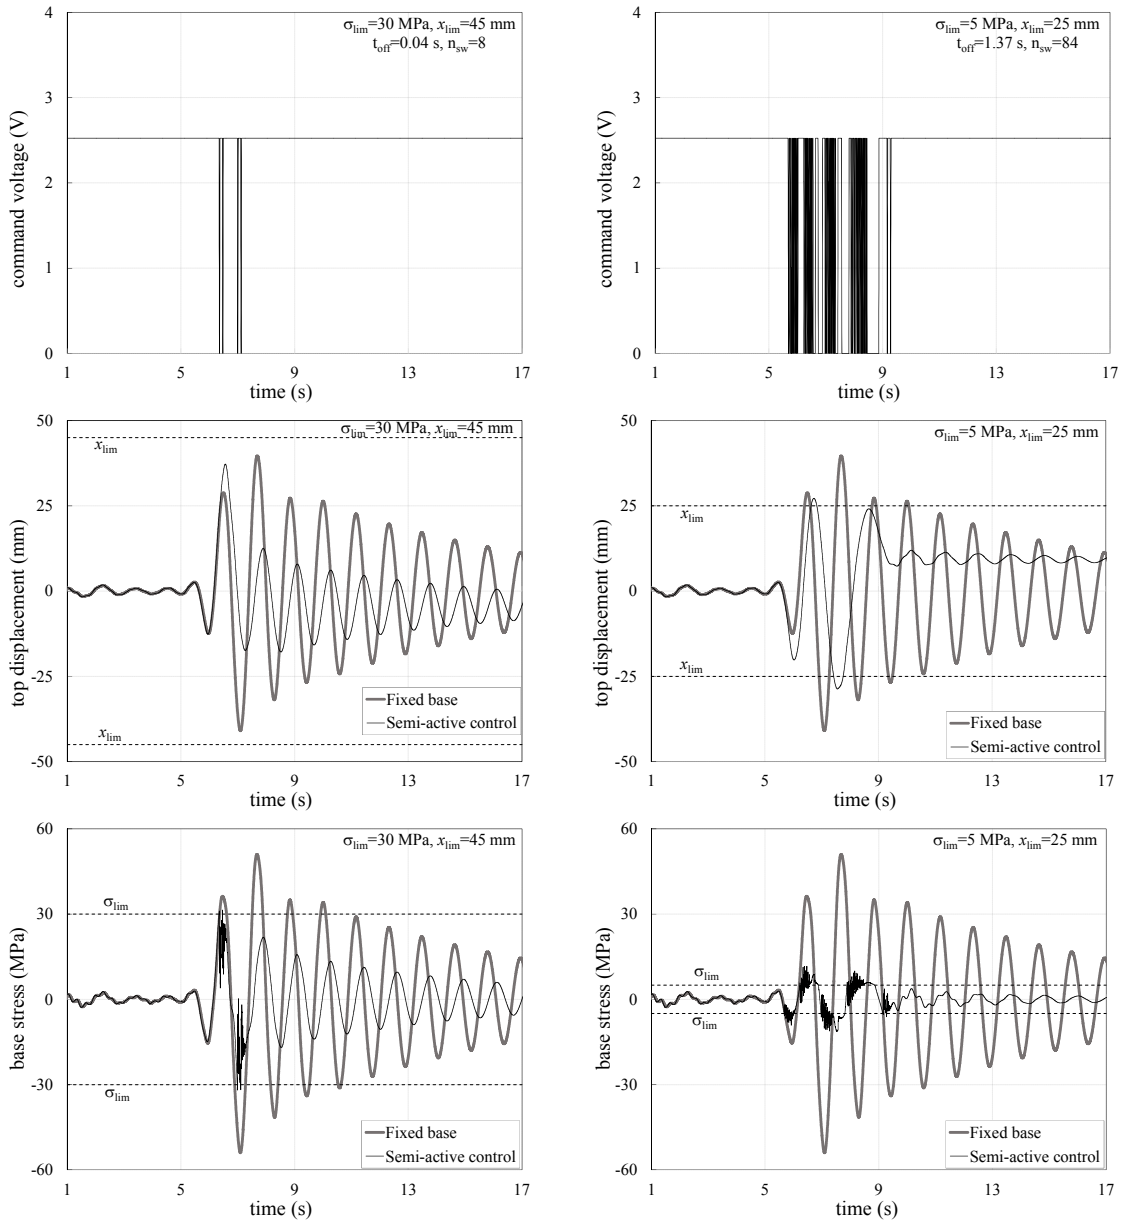 σlim=30 MPa, xlim=45 mm
toff=0.04 s, nsw=8
command voltage (V)
4
3
2
1
0
1 5 9 13 17
time (s)
σlim=5 MPa, xlim=25 mm
toff=1.37 s, nsw=84
command voltage (V)
4
3
2
1
0
1 5 9 13 17
time (s)
σlim=30 MPa, xlim=45 mm
xlim
top displacement (mm)
50
25
0
-25
-50
xlim
Fixed base
Semi-active control
1 5 9 13 17
time (s)
σlim=5 MPa, xlim=25 mm
xlim
top displacement (mm)
50
25
0
-25
-50
xlim
Fixed base
Semi-active control
1 5 9 13 17
time (s)
σlim=30 MPa, xlim=45 mm
σlim
base stress (MPa)
60
30
0
-30
-60
σlim
Fixed base
Semi-active control
1 5 9 13 17
time (s)
σlim=5 MPa, xlim=25 mm
σlim
base stress (MPa)
60
30
0
-30
-60
σlim
Fixed base
Semi-active control
1 5 9 13 17
time (s)